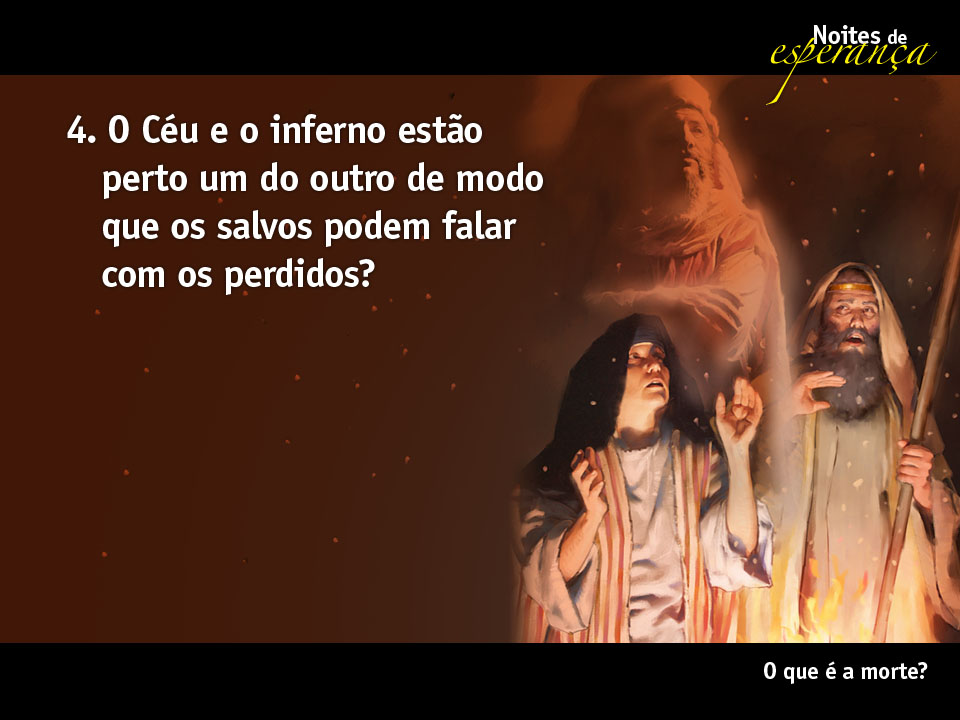 Noites de
esperança
4. O Céu e o inferno estão
perto um do outro de modo
que os salvos podem falar
com os perdidos?
O que é a morte?